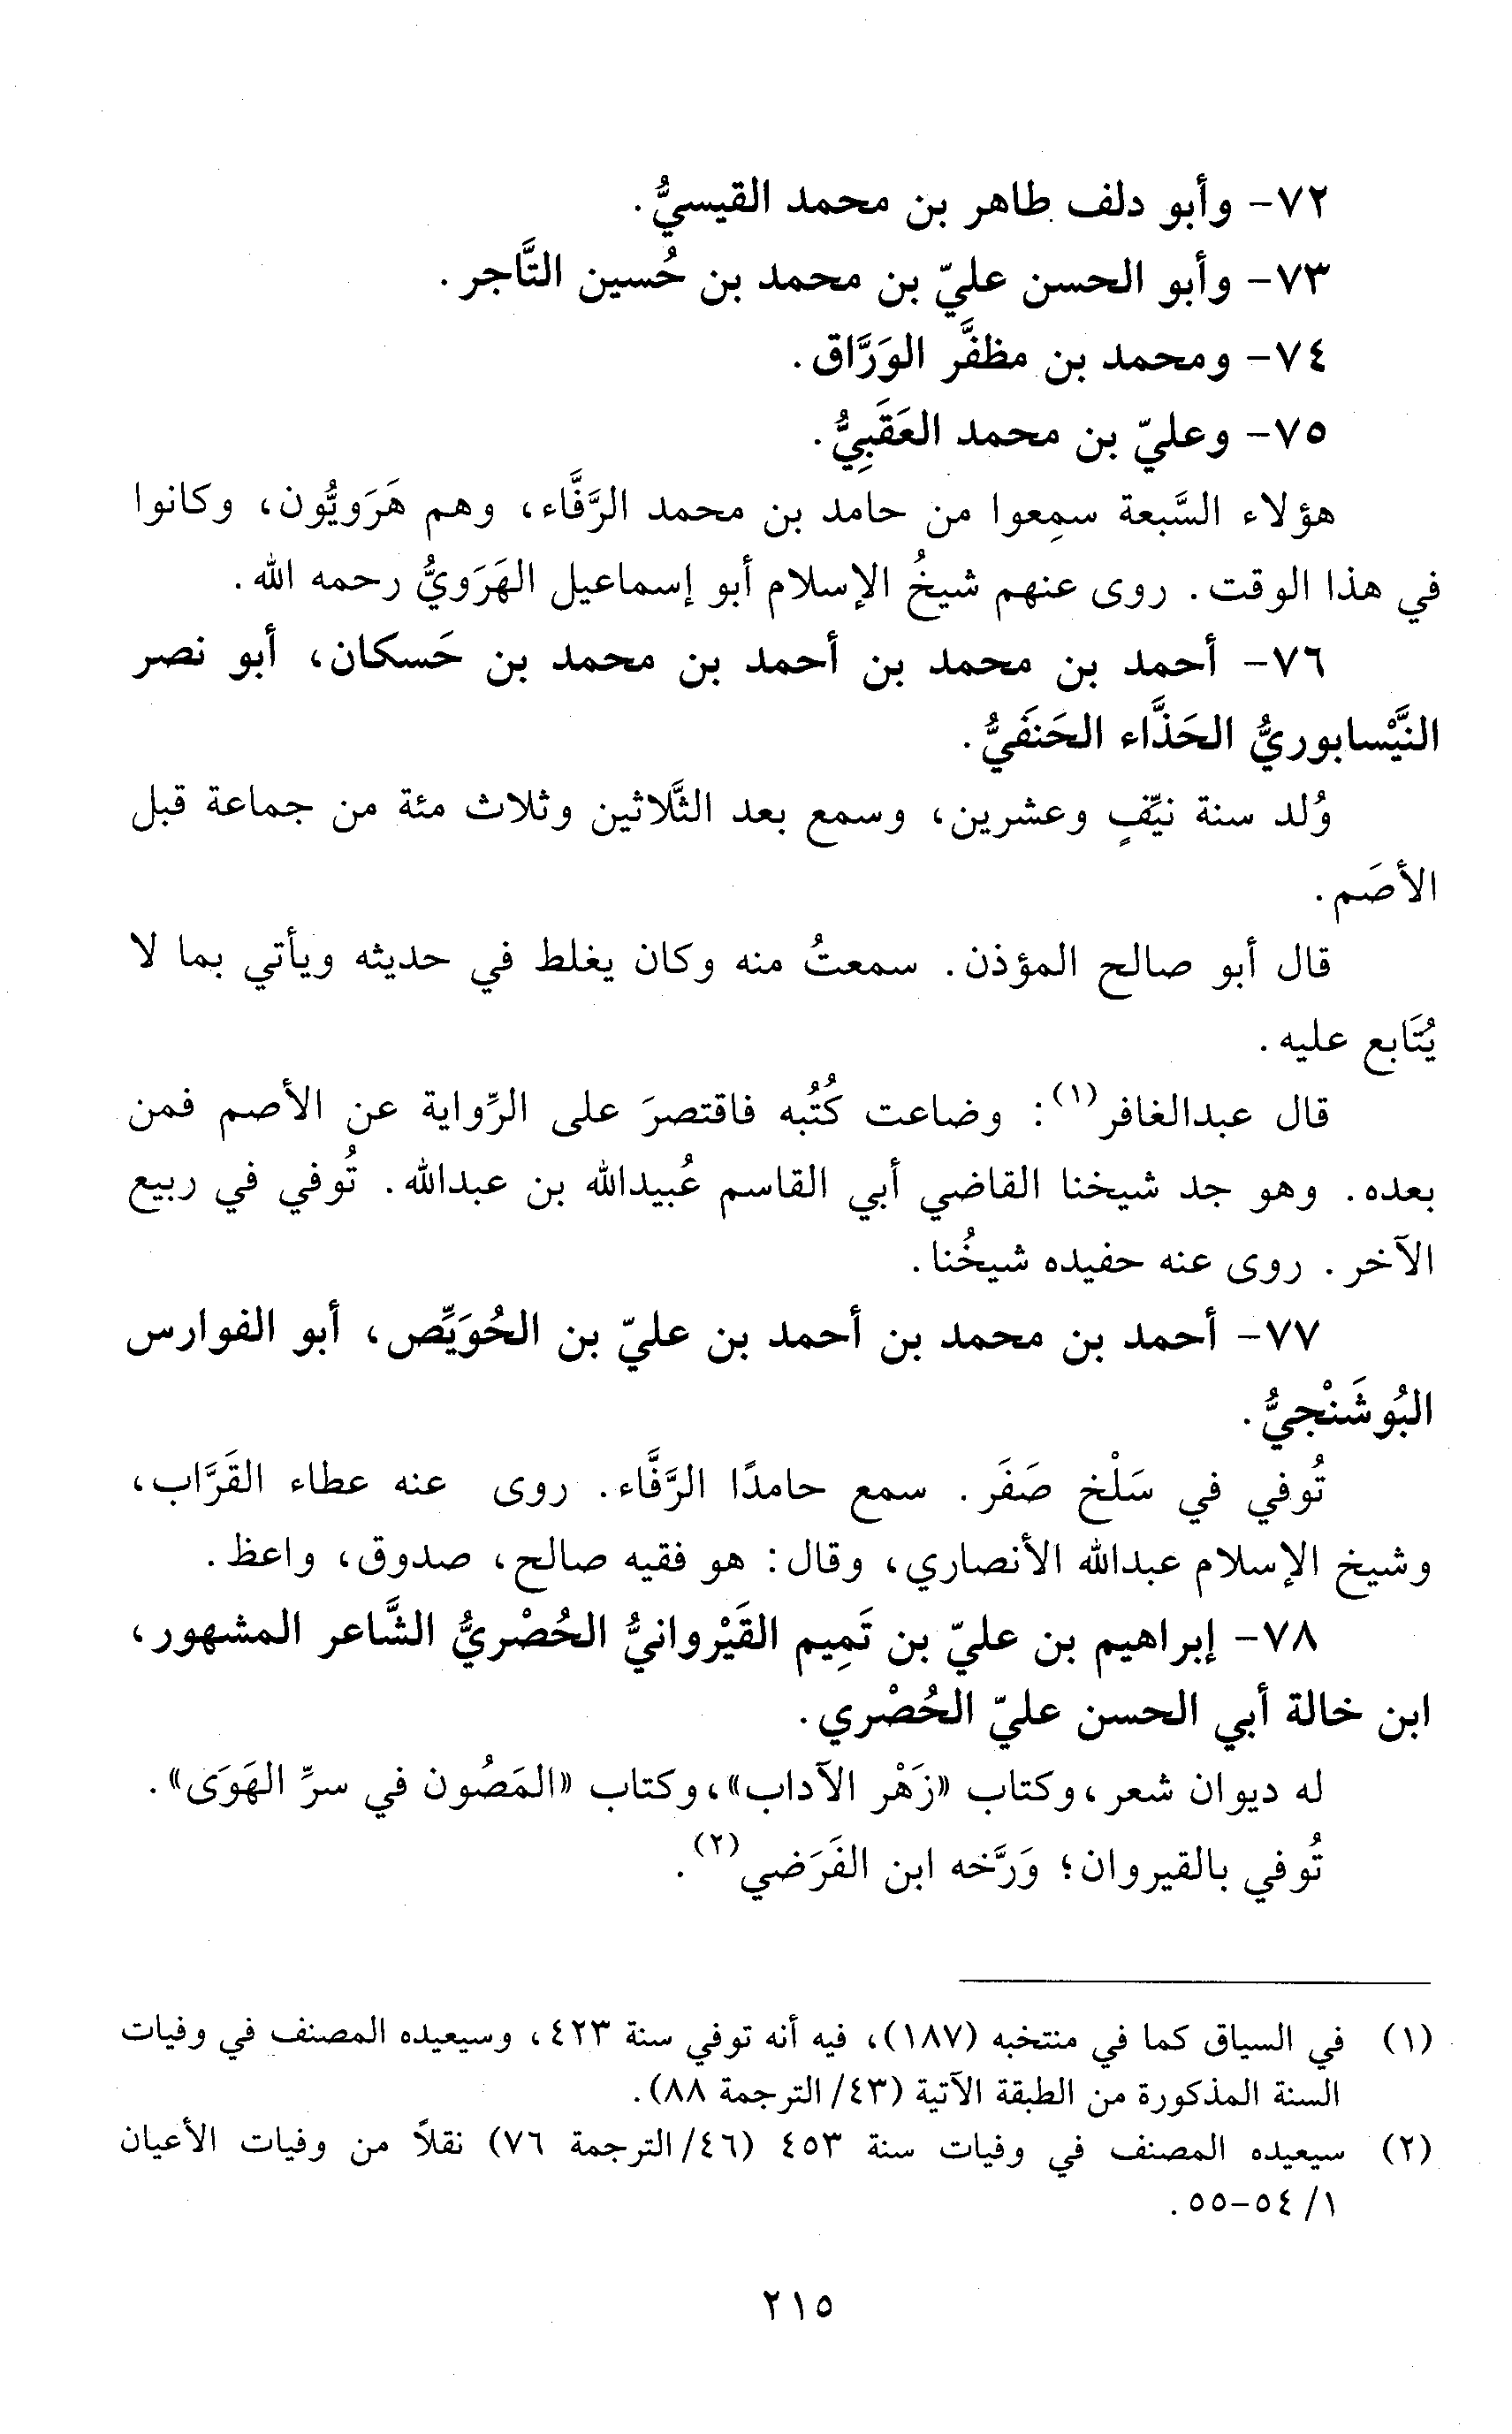 ٧٢- وأبو دلف طاهر بن محمد القيسيُّ.
٧٣- وأبو الحسن عليّ بن محمد بن حُسين التَّاجر.
٧٤- ومحمد بن مظفَّر الوَرَّاق.
٧٥- وعليّ بن محمد العَقَبِيُّ.
هؤلاء السَّبعة سمِعوا من حامد بن محمد الرَّفَّاء، وهم هَرَويُّون، وكانوا
في هذا الوقت. روى عنهم شيخُ الإسلام أبو إسماعيل الهَرَويُّ رحمه الله.
٧٦- أحمد بن محمد بن أحمد بن محمد بن حَسكان، أبو نصر
النَّيْسابوريُّ الحَذَّاء الحَنَفيُّ.
وُلد سنة نيِّفٍ وعشرين، وسمع بعد الثَّلاثين وثلاث مئة من جماعة قبل
الأصَم.
قال أبو صالح المؤذن. سمعتُ منه وكان يغلط في حديثه ويأتي بما لا
يُتَابع عليه.
قال عبدالغافر(١): وضاعت كُتُبه فاقتصرَ على الرِّواية عن الأصم فمن
بعده. وهو جد شيخنا القاضي أبي القاسم عُبيدالله بن عبدالله. تُوفي في ربيع
الآخر. روى عنه حفيده شيخُنا.
٧٧- أحمد بن محمد بن أحمد بن عليّ بن الحُوَيِّص، أبو الفوارس
البُوشَنْجيُّ.
تُوفي في سَلْخ صَفَر. سمع حامدًا الرَّفَّاء. روى عنه عطاء القَرَّاب،
وشيخ الإسلام عبدالله الأنصاري، وقال: هو فقيه صالح، صدوق، واعظ.
٧٨- إبراهيم بن عليّ بن تَمِيم القَيْروانيُّ الحُصْريُّ الشَّاعر المشهور،
ابن خالة أبي الحسن عليّ الحُصْري.
له ديوان شعر، وكتاب «زَهْر الآداب»، وكتاب «المَصُون في سرِّ الهَوَى».
تُوفي بالقيروان؛ وَرَّخه ابن الفَرَضي(٢).
(١) في السياق كما في منتخبه (١٨٧)، فيه أنه توفي سنة ٤٢٣، وسيعيده المصنف في وفيات
السنة المذكورة من الطبقة الآتية (٤٣/ الترجمة ٨٨).
(٢) سيعيده المصنف في وفيات سنة ٤٥٣ (٤٦/ الترجمة ٧٦) نقلاً من وفيات الأعيان
١/ ٥٤-٥٥.
٢١٥